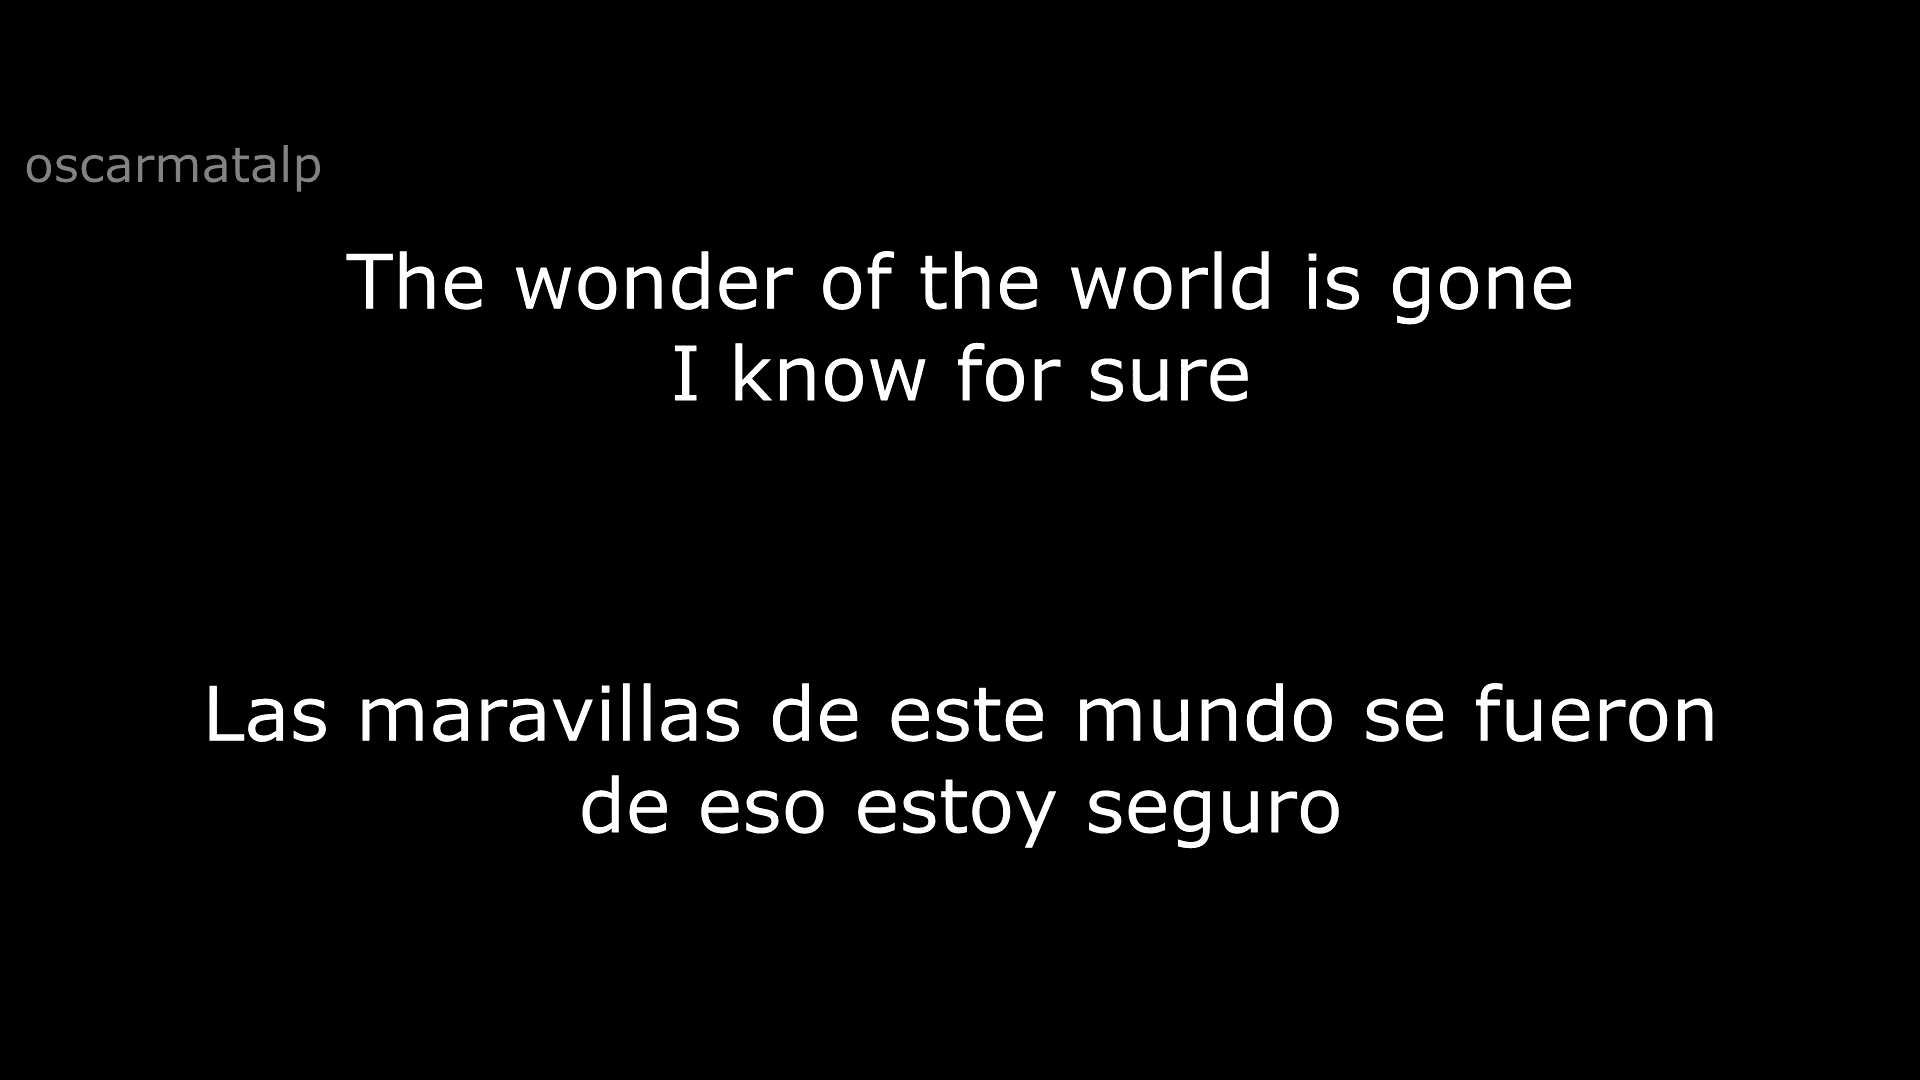 oscarmatalp
The wonder of the world is gone
I know for sure
Las maravillas de este mundo se fueron
de eso estoy seguro